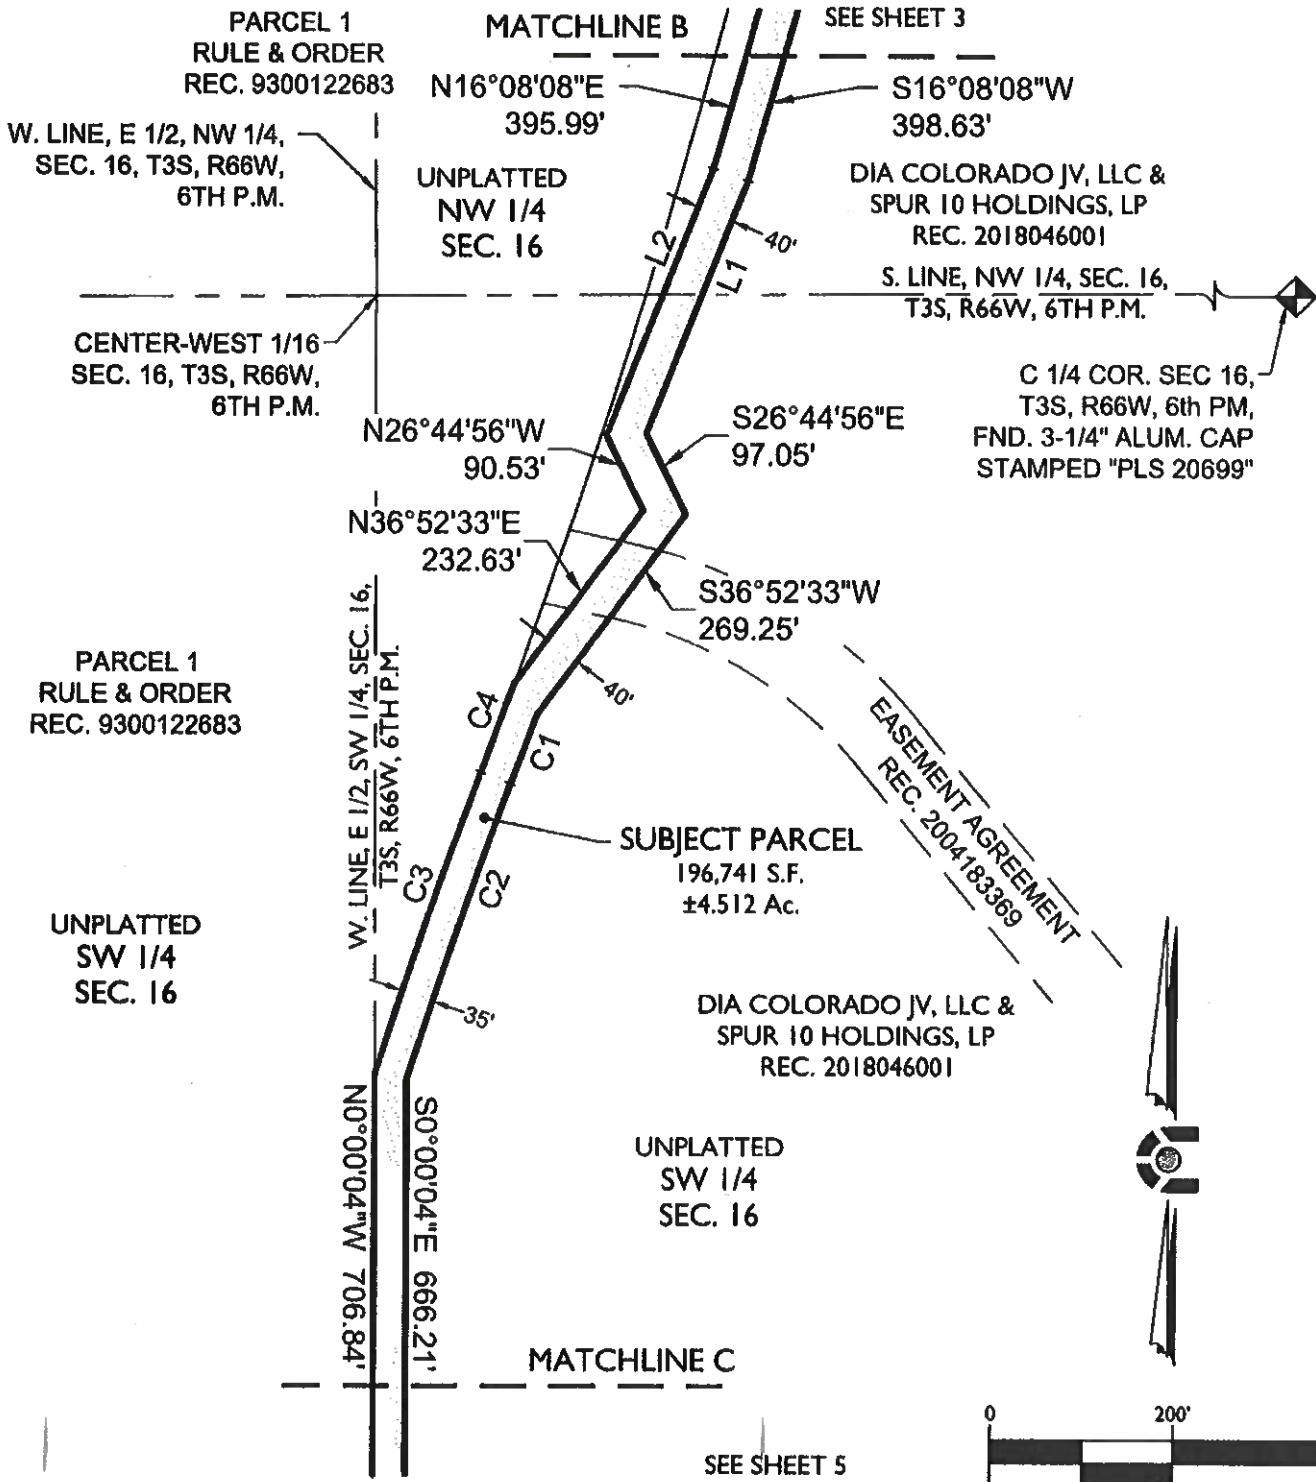 PARCEL 1
RULE & ORDER
REC. 9300122683
MATCHLINE B
SEE SHEET 3
N16°08'08"E
395.99'
S16°08'08"W
398.63'
W. LINE, E 1/2, NW 1/4,
SEC. 16, T3S, R66W,
6TH P.M.
UNPLATTED
NW 1/4
SEC. 16
DIA COLORADO JV, LLC &
SPUR 10 HOLDINGS, LP
REC. 2018046001
L2
L1
40'
S. LINE, NW 1/4, SEC. 16,
T3S, R66W, 6TH P.M.
CENTER-WEST 1/16
SEC. 16, T3S, R66W,
6TH P.M.
C 1/4 COR. SEC 16,
T3S, R66W, 6th PM,
FND. 3-1/4" ALUM. CAP
STAMPED "PLS 20699"
N26°44'56"W
90.53'
S26°44'56"E
97.05'
N36°52'33"E
232.63'
S36°52'33"W
269.25'
W. LINE, E 1/2, SW 1/4, SEC. 16,
T3S, R66W, 6TH P.M.
PARCEL 1
RULE & ORDER
REC. 9300122683
40'
C4
C1
EASEMENT AGREEMENT
REC. 2004183369
SUBJECT PARCEL
196,741 S.F.
±4.512 Ac.
C3
C2
UNPLATTED
SW 1/4
SEC. 16
35'
DIA COLORADO JV, LLC &
SPUR 10 HOLDINGS, LP
REC. 2018046001
N0°00'04"W 706.84'
S0°00'04"E 666.21'
UNPLATTED
SW 1/4
SEC. 16
MATCHLINE C
SEE SHEET 5
0 200'